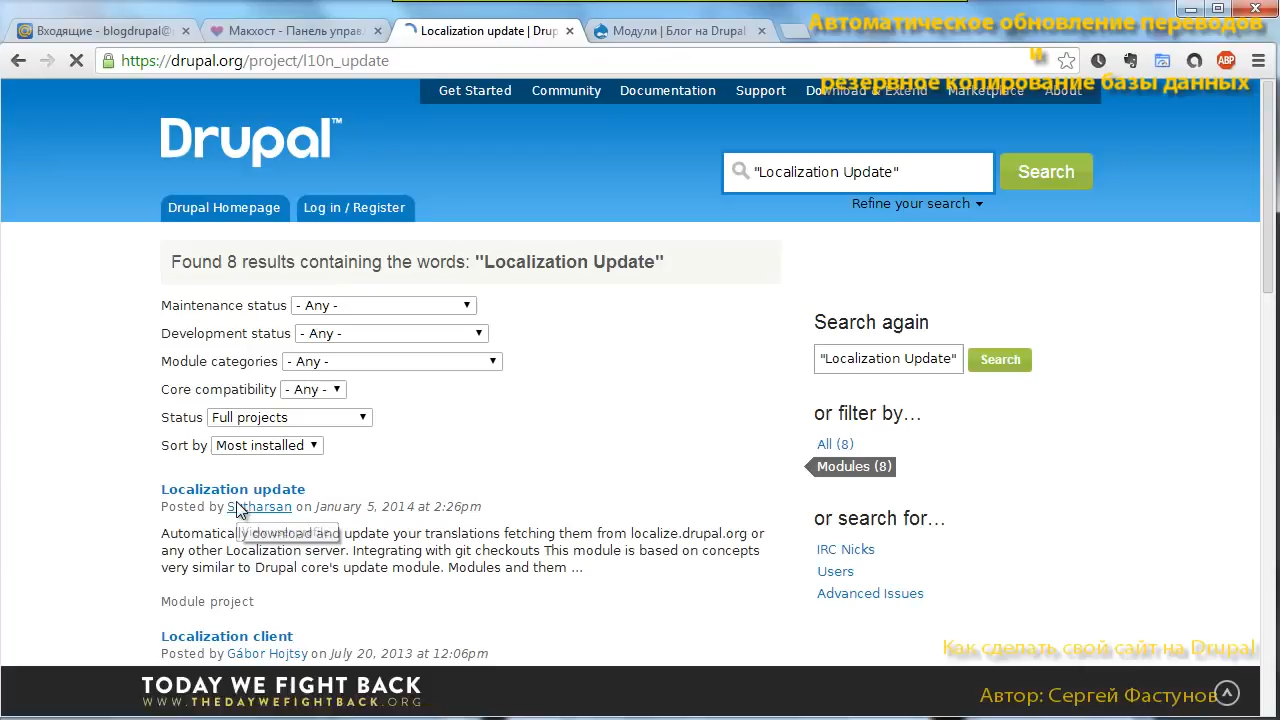 Входящие - blogdrupal@
Макхост - Панель управ
Localization update | Drup
Модули | Блог на Drupal
Автоматическое обновление переводов
и
резервное копирование базы данных
https://drupal.org/project/l10n_update
ABP
Get Started
Community
Documentation
Support
Download & Extend
Marketplace
About
Drupal™
"Localization Update"
Search
Refine your search
Drupal Homepage
Log in / Register
Found 8 results containing the words: "Localization Update"
Maintenance status - Any -
Development status - Any -
Module categories - Any -
Core compatibility - Any -
Status Full projects
Sort by Most installed
Search again
"Localization Update"
Search
or filter by…
All (8)
Modules (8)
or search for…
IRC Nicks
Users
Advanced Issues
Localization update
Posted by Sutharsan on January 5, 2014 at 2:26pm
Automatically download and update your translations fetching them from localize.drupal.org or
any other Localization server. Integrating with git checkouts This module is based on concepts
very similar to Drupal core's update module. Modules and them ...
Module project
Localization client
Posted by Gábor Hojtsy on July 20, 2013 at 12:06pm
Как сделать свой сайт на Drupal
TODAY WE FIGHT BACK
WWW.THEDAYWEFIGHTBACK.ORG
Автор: Сергей Фастунов